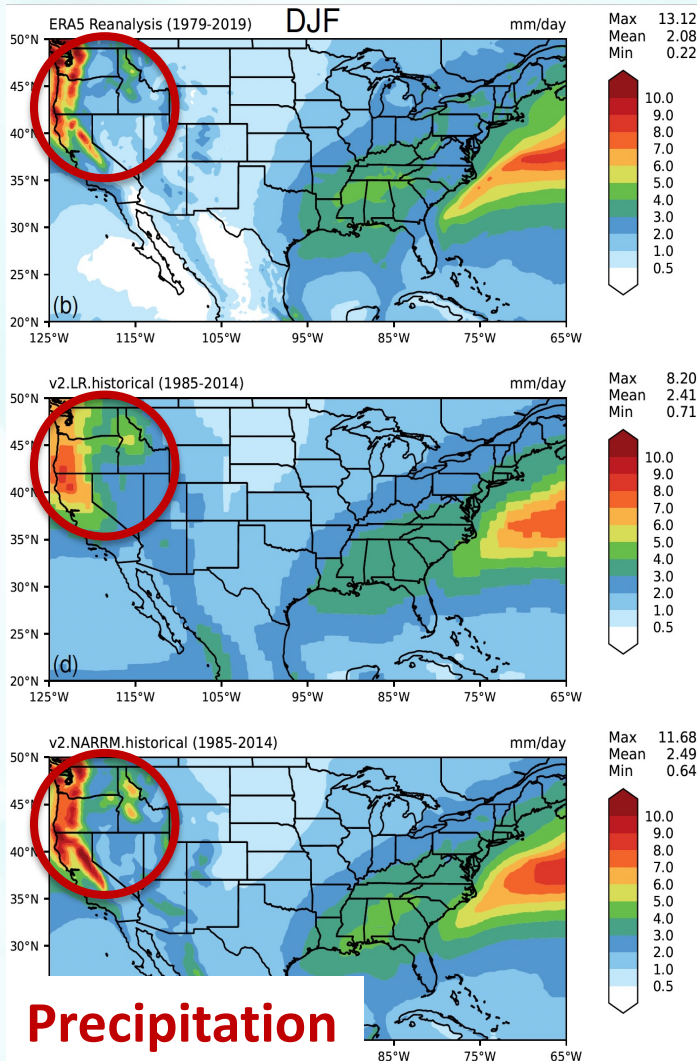 ERA5 Reanalysis (1979-2019) DJF mm/day
Max 13.12
Mean 2.08
Min 0.22
50°N
45°N
40°N
35°N
30°N
25°N
20°N
(b)
125°W 115°W 105°W 95°W 85°W 75°W 65°W
10.0
9.0
8.0
7.0
6.0
5.0
4.0
3.0
2.0
1.0
0.5
v2.LR.historical (1985-2014) mm/day
Max 8.20
Mean 2.41
Min 0.71
50°N
45°N
40°N
35°N
30°N
25°N
20°N
(d)
125°W 115°W 105°W 95°W 85°W 75°W 65°W
10.0
9.0
8.0
7.0
6.0
5.0
4.0
3.0
2.0
1.0
0.5
v2.NARRM.historical (1985-2014) mm/day
Max 11.68
Mean 2.49
Min 0.64
50°N
45°N
40°N
35°N
30°N
10.0
9.0
8.0
7.0
6.0
5.0
4.0
3.0
2.0
1.0
0.5
Precipitation
85°W 75°W 65°W